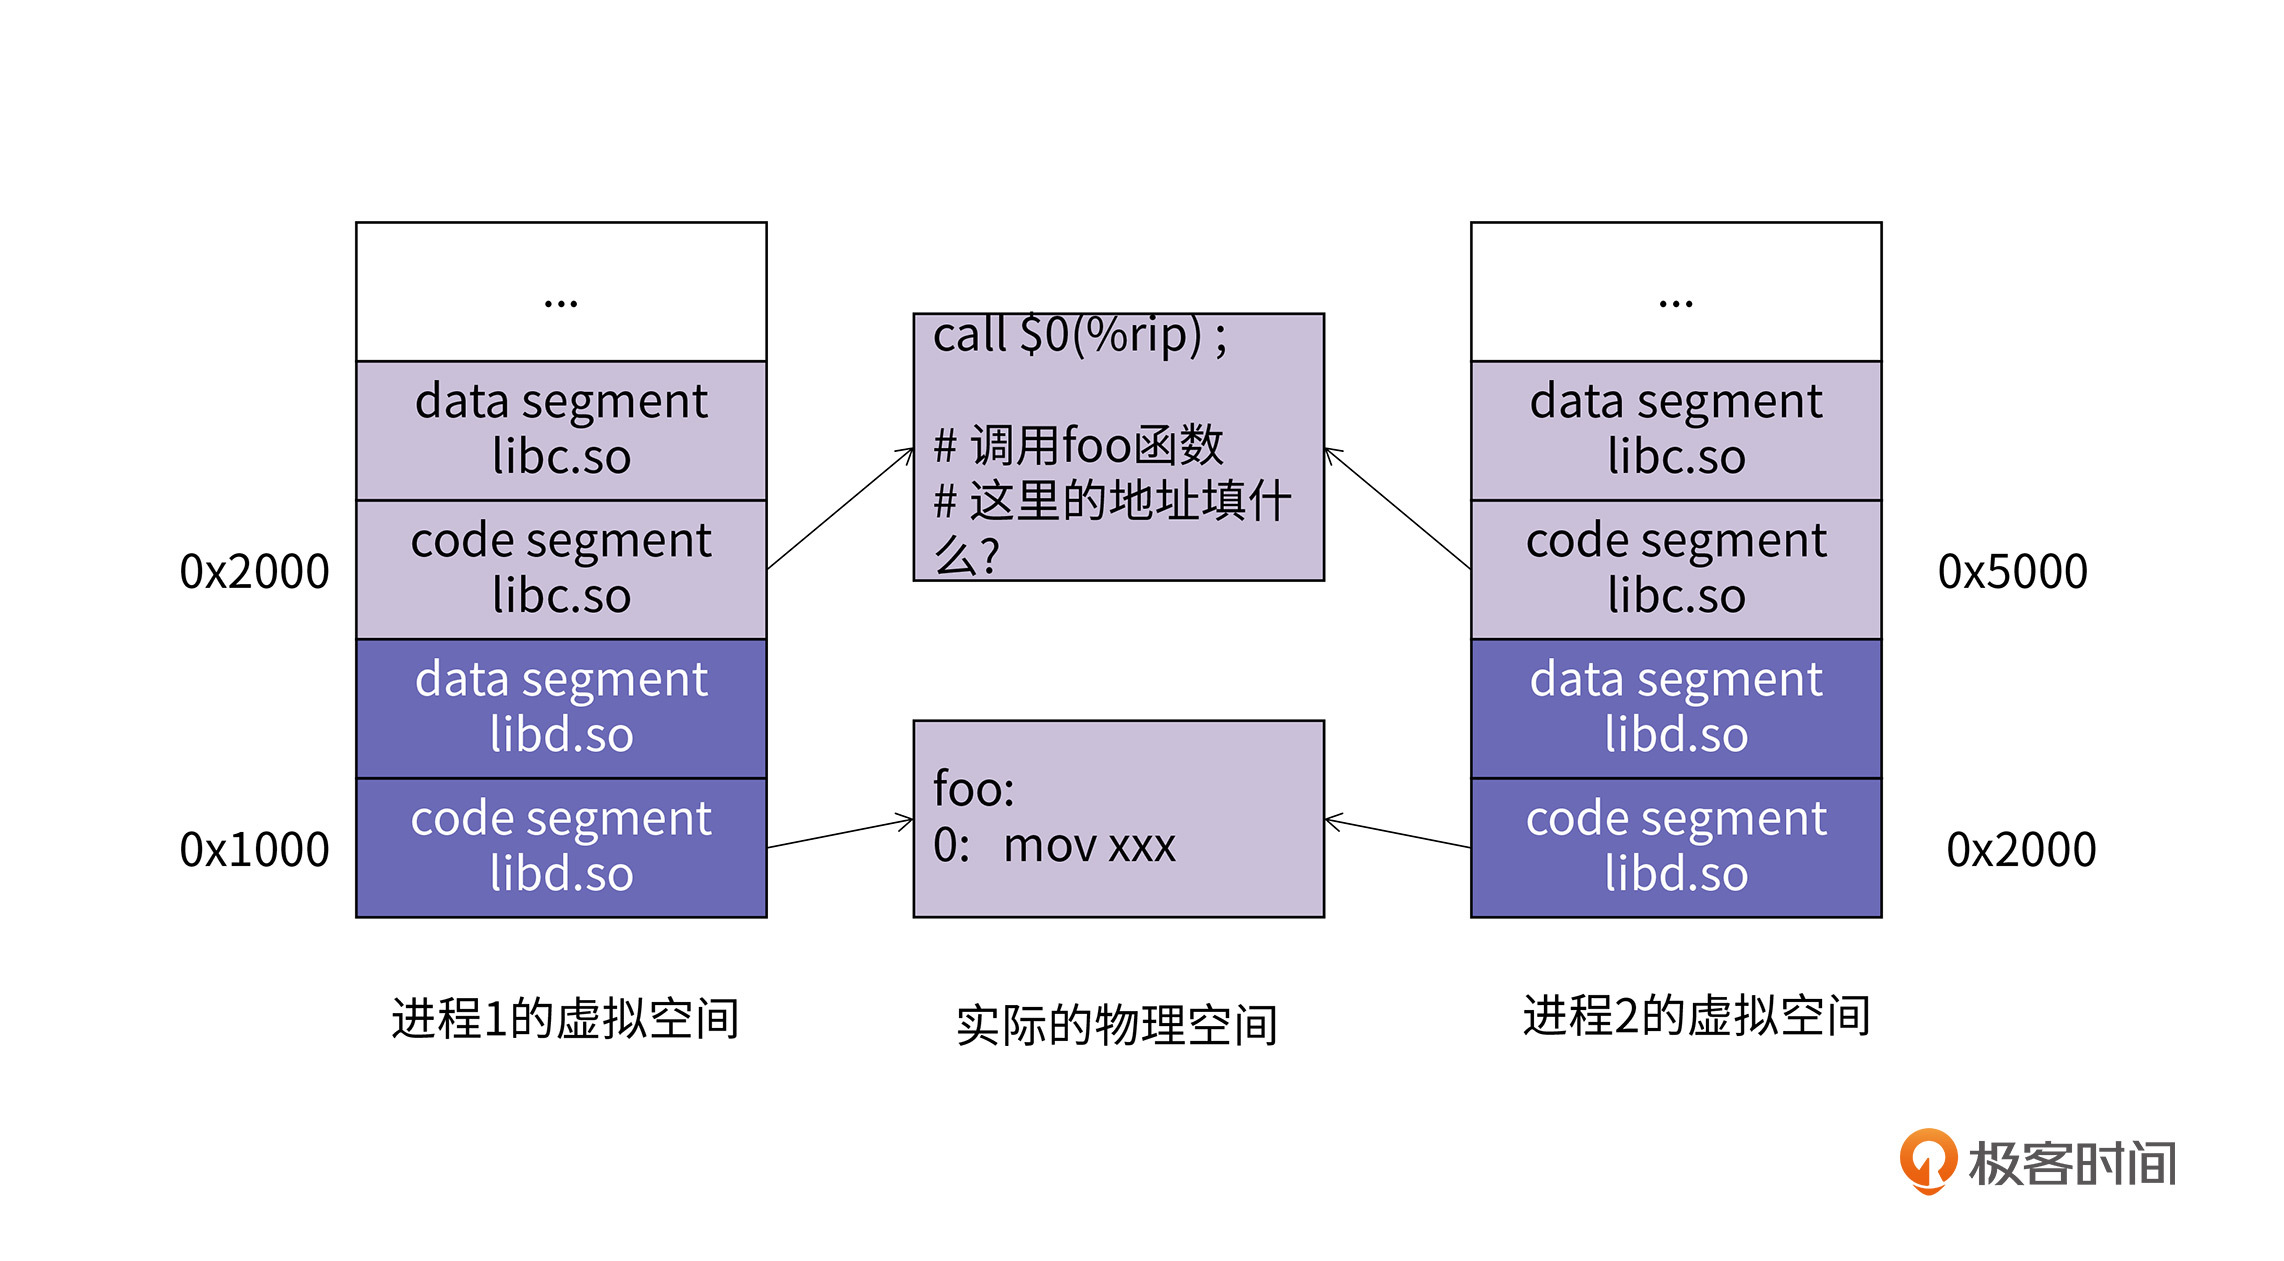 ...
data segment
libc.so
code segment
libc.so
data segment
libd.so
code segment
libd.so
0x2000
0x1000
进程1的虚拟空间
call $0(%rip) ;
# 调用foo函数
# 这里的地址填什
么?
foo:
0: mov xxx
实际的物理空间
...
data segment
libc.so
code segment
libc.so
data segment
libd.so
code segment
libd.so
0x5000
0x2000
进程2的虚拟空间
极客时间